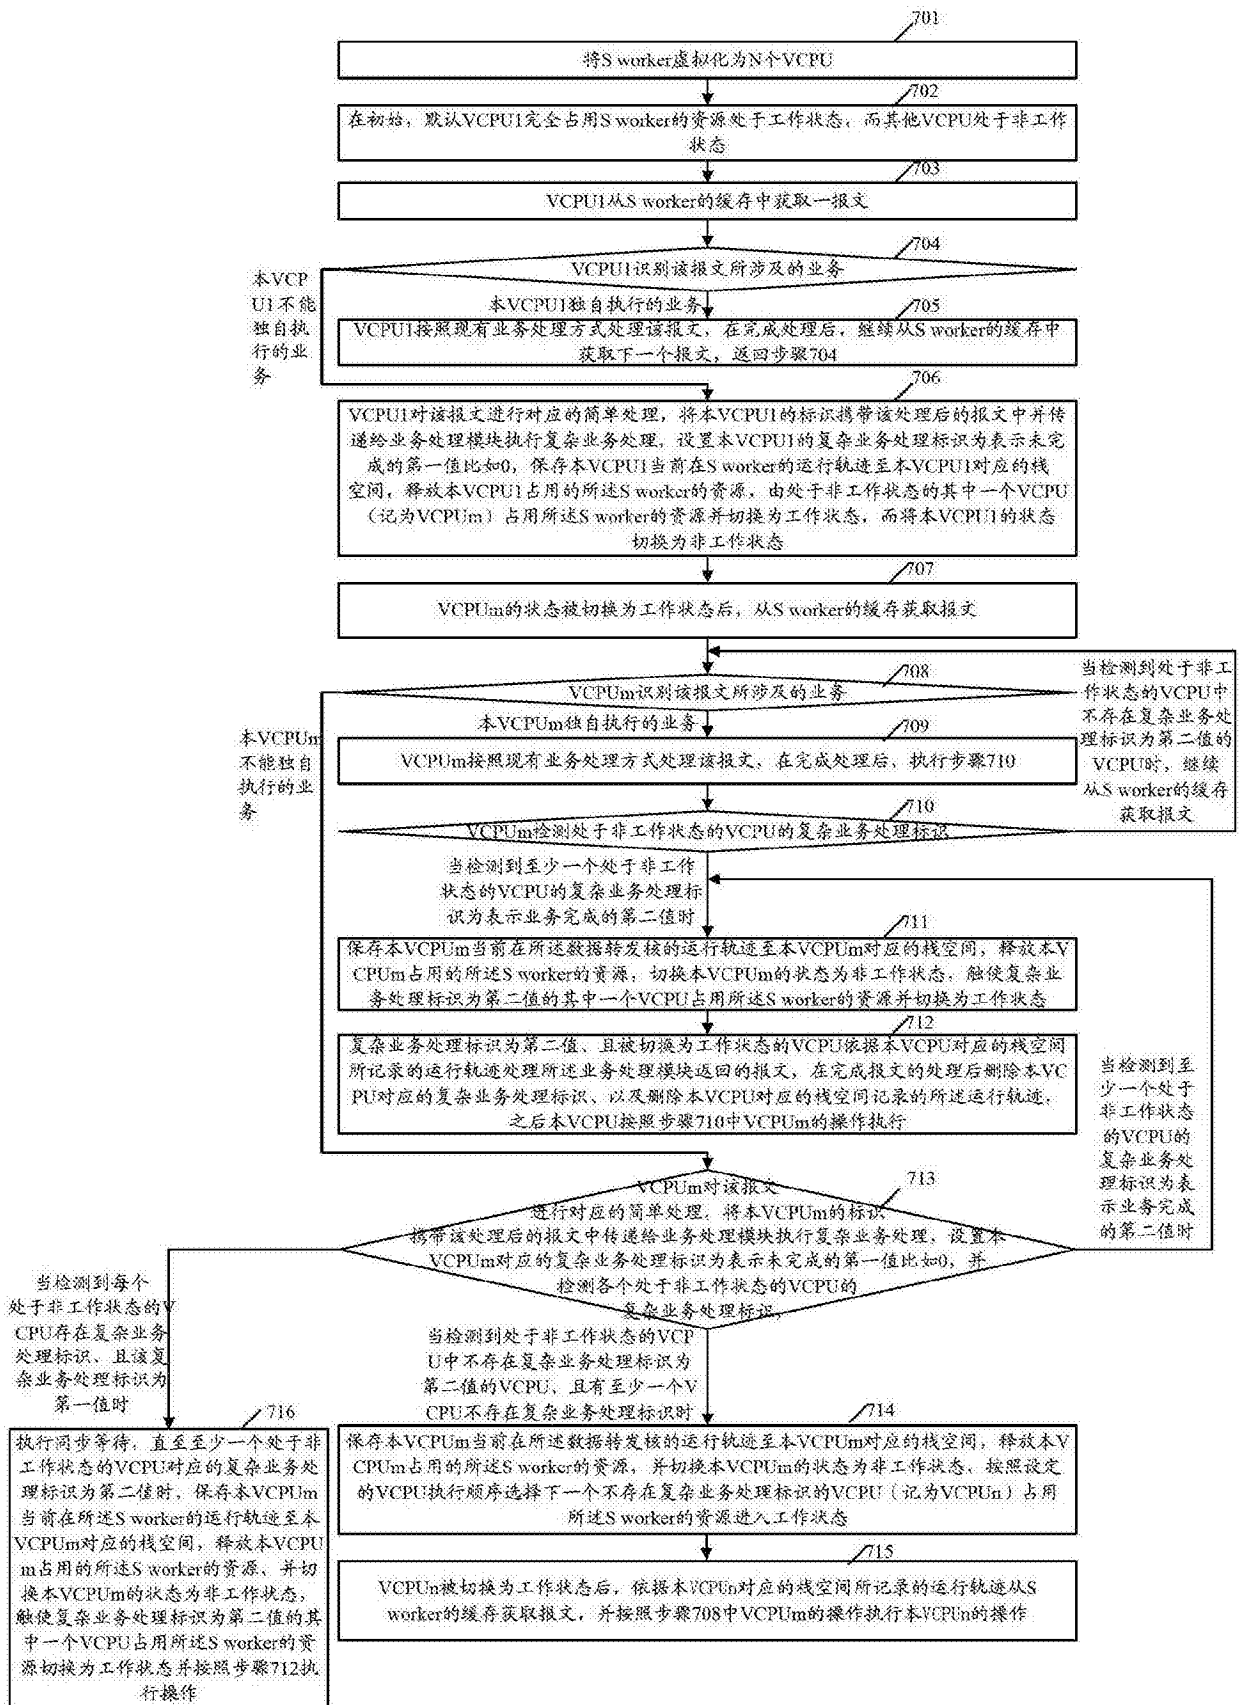 701
将S worker虚拟化为N个VCPU
702
在初始，默认VCPU1完全占用S worker的资源处于工作状态，而其他VCPU处于非工作
状态
703
VCPU1从S worker的缓存中获取一报文
704
VCPU1识别该报文所涉及的业务
本VCP
U1不能
独自执
行的业
务
本VCPU1独自执行的业务
705
VCPU1按照现有业务处理方式处理该报文，在完成处理后，继续从S worker的缓存中
获取下一个报文，返回步骤704
706
VCPU1对该报文进行对应的简单处理，将本VCPU1的标识携带该处理后的报文中并传
递给业务处理模块执行复杂业务处理，设置本VCPU1的复杂业务处理标识为表示未完
成的第一值比如0，保存本VCPU1当前在S worker的运行轨迹至本VCPU1对应的栈
空间，释放本VCPU1占用的所述S worker的资源，由处于非工作状态的其中一个VCPU
（记为VCPUm）占用所述S worker的资源并切换为工作状态，而将本VCPU1的状态
切换为非工作状态
707
VCPUm的状态被切换为工作状态后，从S worker的缓存获取报文
708
VCPUm识别该报文所涉及的业务
当检测到处于非工
作状态的VCPU中
不存在复杂业务处
理标识为第二值的
VCPU时，继续
从S worker的缓存
获取报文
本VCPUm
不能独自
执行的业
务
本VCPUm独自执行的业务
709
VCPUm按照现有业务处理方式处理该报文，在完成处理后，执行步骤710
710
VCPUm检测处于非工作状态的VCPU的复杂业务处理标识
当检测到至少一个处于非工作
状态的VCPU的复杂业务处理标
识为表示业务完成的第二值时
711
保存本VCPUm当前在所述数据转发核的运行轨迹至本VCPUm对应的栈空间，释放本V
CPUm占用的所述S worker的资源，切换本VCPUm的状态为非工作状态，触使复杂业
务处理标识为第二值的其中一个VCPU占用所述S worker的资源并切换为工作状态
712
复杂业务处理标识为第二值、且被切换为工作状态的VCPU依据本VCPU对应的栈空间
所记录的运行轨迹处理所述业务处理模块返回的报文，在完成报文的处理后删除本VC
PU对应的复杂业务处理标识、以及删除本VCPU对应的栈空间记录的所述运行轨迹，
之后本VCPU按照步骤710中VCPUm的操作执行
当检测到至
少一个处于
非工作状态
的VCPU的
复杂业务处
理标识为表
示业务完成
的第二值时
713
VCPUm对该报文
进行对应的简单处理，将本VCPUm的标识
携带该处理后的报文中传递给业务处理模块执行复杂业务处理，设置本
VCPUm对应的复杂业务处理标识为表示未完成的第一值比如0，并
检测各个处于非工作状态的VCPU的
复杂业务处理标识，
当检测到每个
处于非工作状态的V
CPU存在复杂业务
处理标识、且该复
杂业务处理标识为
第一值时
当检测到处于非工作状态的VCP
U中不存在复杂业务处理标识为
第二值的VCPU、且有至少一个V
CPU不存在复杂业务处理标识时
714
保存本VCPUm当前在所述数据转发核的运行轨迹至本VCPUm对应的栈空间，释放本V
CPUm占用的所述S worker的资源，并切换本VCPUm的状态为非工作状态，按照设定
的VCPU执行顺序选择下一个不存在复杂业务处理标识的VCPU（记为VCPUn）占用
所述S worker的资源进入工作状态
715
VCPUn被切换为工作状态后，依据本VCPUn对应的栈空间所记录的运行轨迹从S
worker的缓存获取报文，并按照步骤708中VCPUm的操作执行本VCPUn的操作
716
执行同步等待，直至至少一个处于非
工作状态的VCPU对应的复杂业务处
理标识为第二值时，保存本VCPUm
当前在所述S worker的运行轨迹至本
VCPUm对应的栈空间，释放本VCPU
m占用的所述S worker的资源、并切
换本VCPUm的状态为非工作状态，
触使复杂业务处理标识为第二值的其
中一个VCPU占用所述S worker的资
源切换为工作状态并按照步骤712执
行操作